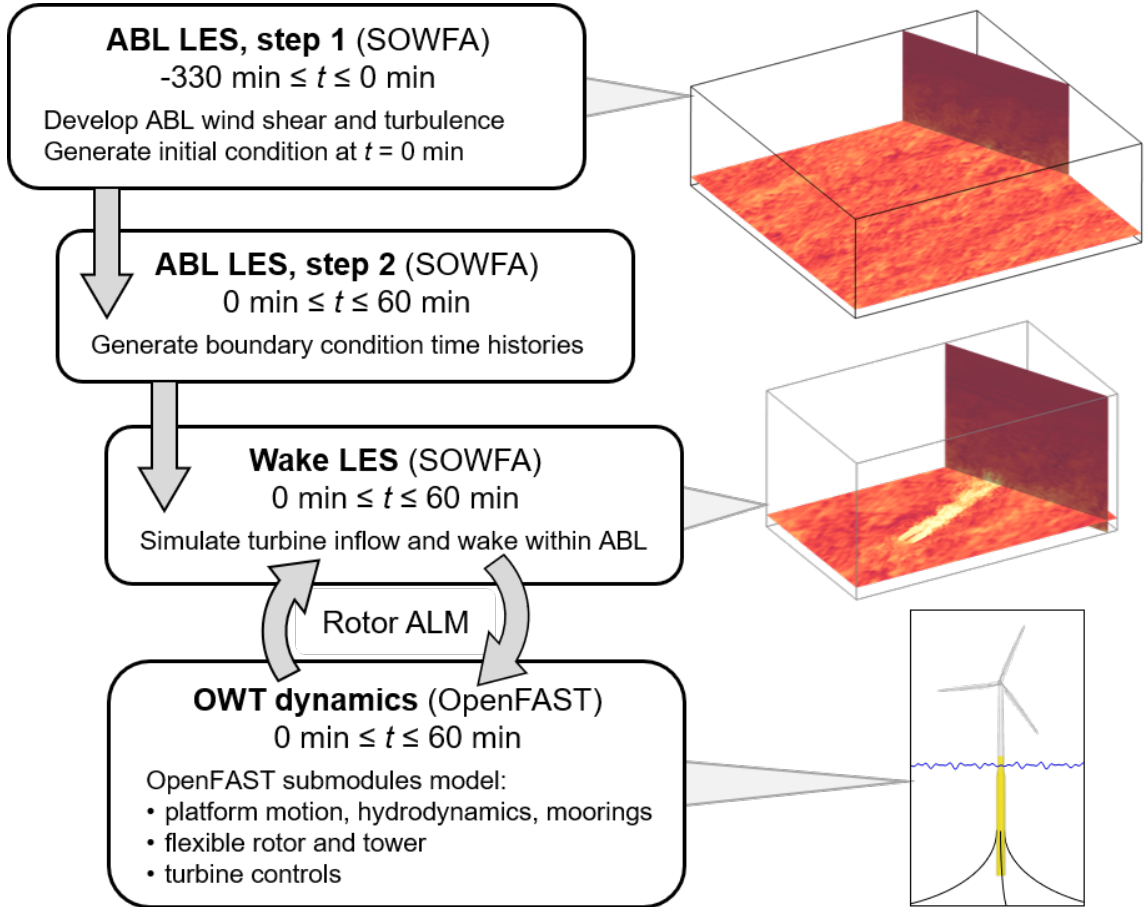 ABL LES, step 1 (SOWFA)
-330 min ≤ t ≤ 0 min
Develop ABL wind shear and turbulence
Generate initial condition at t = 0 min
ABL LES, step 2 (SOWFA)
0 min ≤ t ≤ 60 min
Generate boundary condition time histories
Wake LES (SOWFA)
0 min ≤ t ≤ 60 min
Simulate turbine inflow and wake within ABL
Rotor ALM
OWT dynamics (OpenFAST)
0 min ≤ t ≤ 60 min
OpenFAST submodules model:
• platform motion, hydrodynamics, moorings
• flexible rotor and tower
• turbine controls